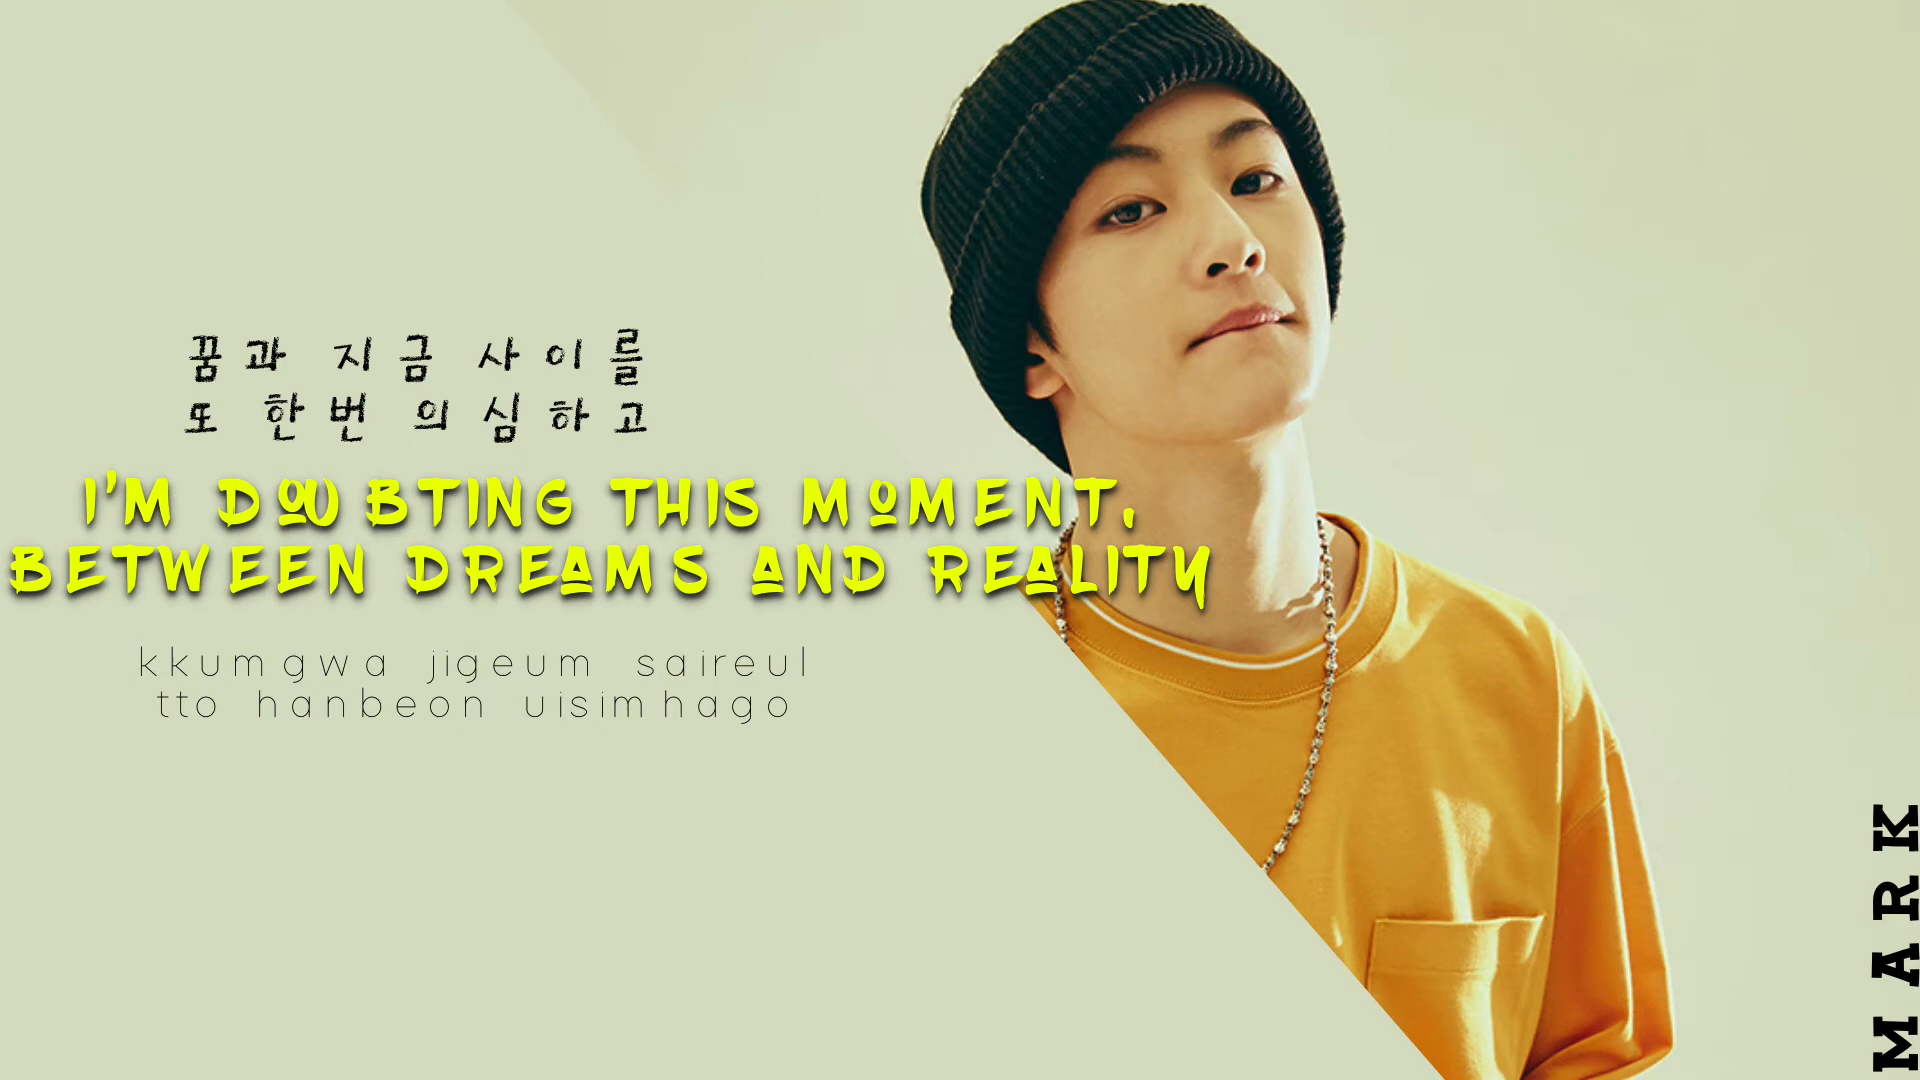 꿈과 지금 사이를
또 한번 의심하고
I'M DOUBTING THIS MOMENT,
BETWEEN DREAMS AND REALITY
kkumgwa jigeum saireul
tto hanbeon uisimhago
MARK